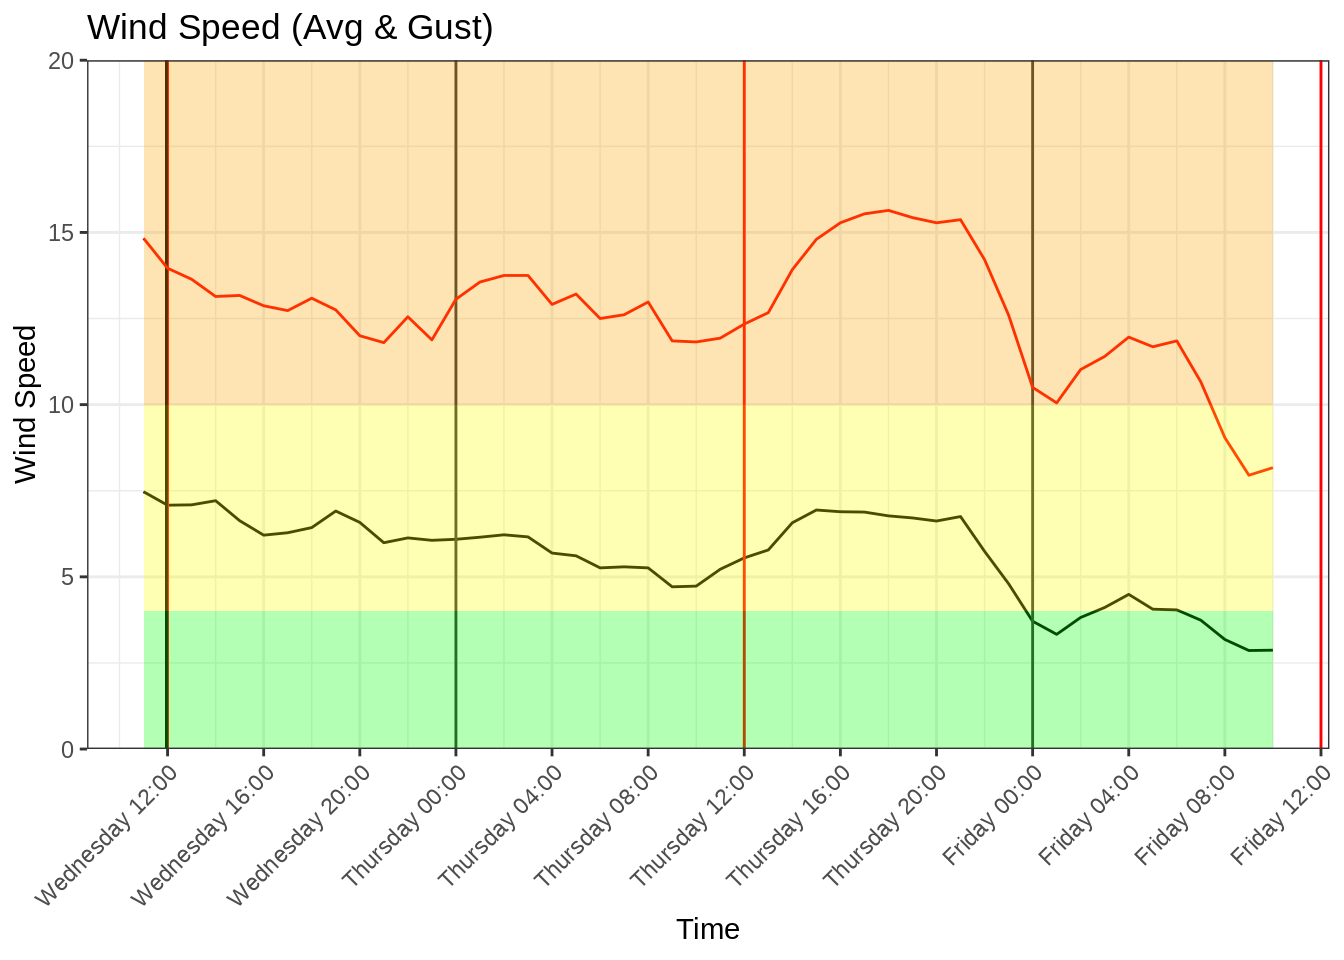 Wind Speed (Avg & Gust)
20
15
10
5
0
Wind Speed
Wednesday 12:00
Wednesday 16:00
Wednesday 20:00
Thursday 00:00
Thursday 04:00
Thursday 08:00
Thursday 12:00
Thursday 16:00
Thursday 20:00
Friday 00:00
Friday 04:00
Friday 08:00
Friday 12:00
Time